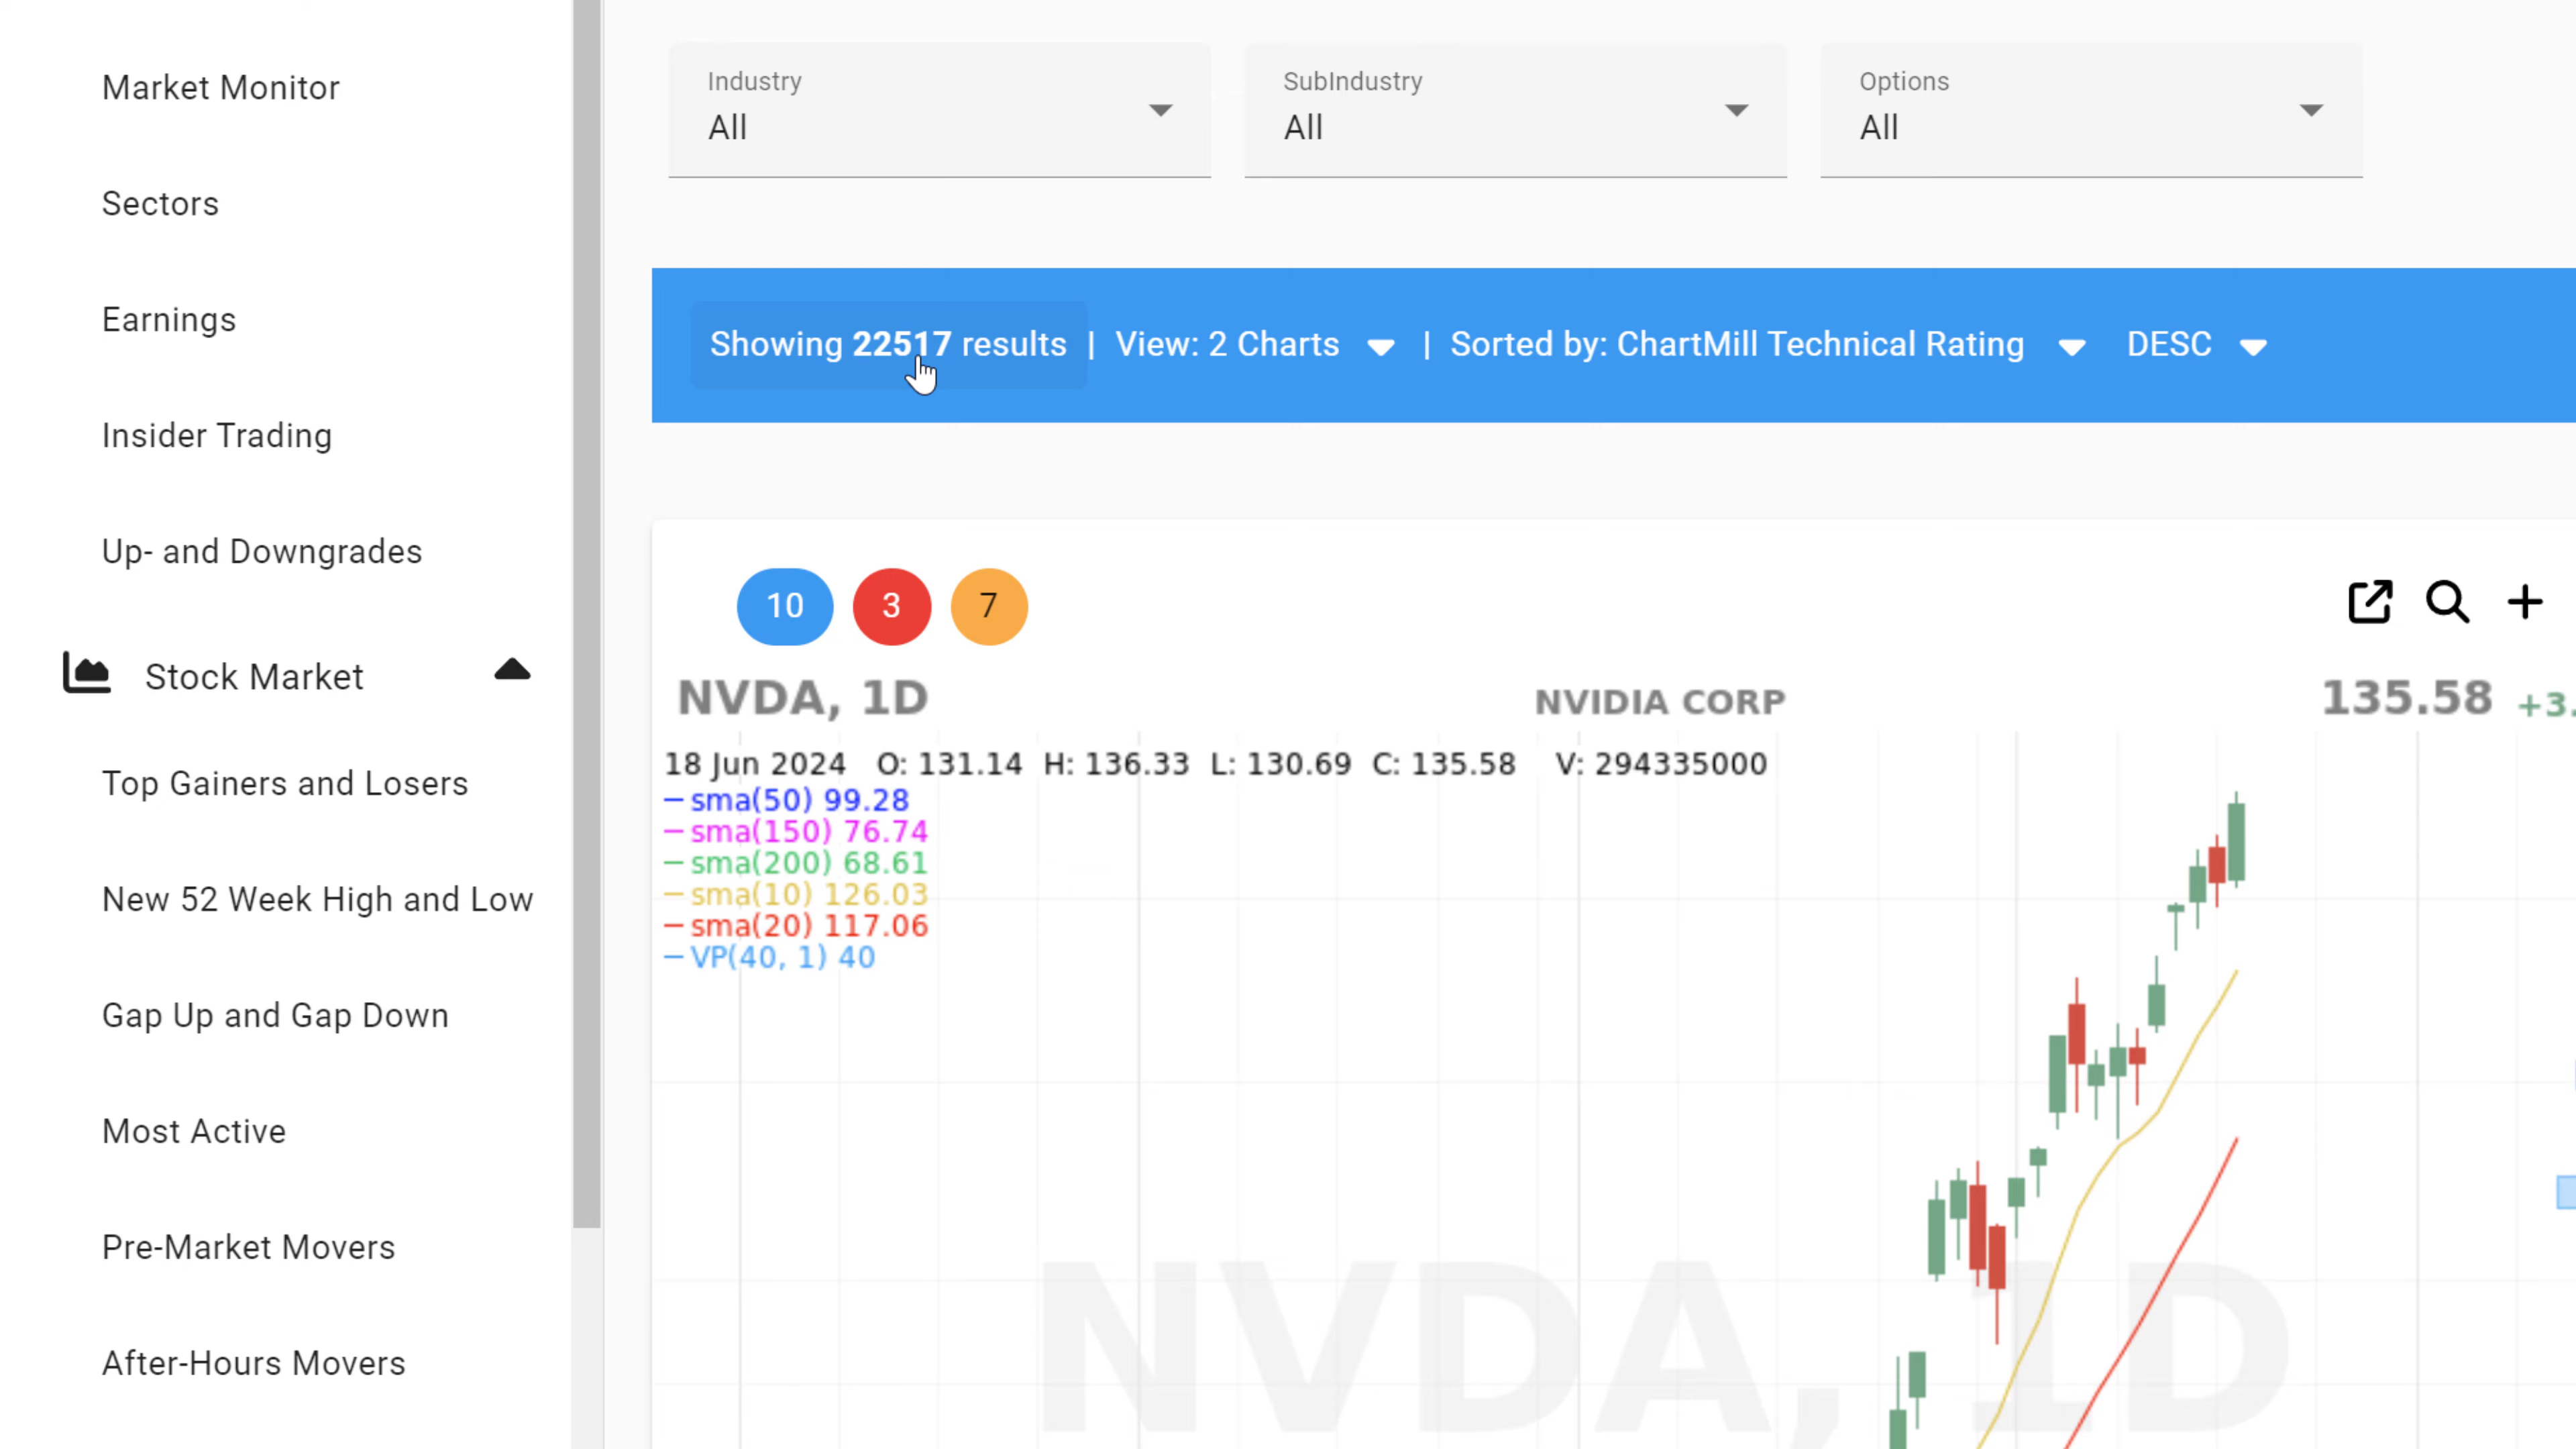 Market Monitor
Sectors
Earnings
Insider Trading
Up- and Downgrades
Stock Market
Top Gainers and Losers
New 52 Week High and Low
Gap Up and Gap Down
Most Active
Pre-Market Movers
After-Hours Movers
Industry
All
SubIndustry
All
Options
All
Showing 22517 results | View: 2 Charts | Sorted by: ChartMill Technical Rating DESC
10 3 7
NVDA, 1D NVIDIA CORP 135.58 +3.
18 Jun 2024 O: 131.14 H: 136.33 L: 130.69 C: 135.58 V: 294335000
sma(50) 99.28
sma(150) 76.74
sma(200) 68.61
sma(10) 126.03
sma(20) 117.06
VP(40, 1) 40
NVDA, 1D